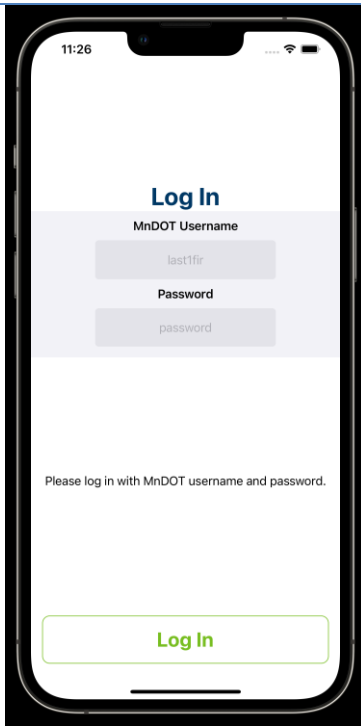 11:26
Log In
MnDOT Username
last1fir
Password
password
Please log in with MnDOT username and password.
Log In